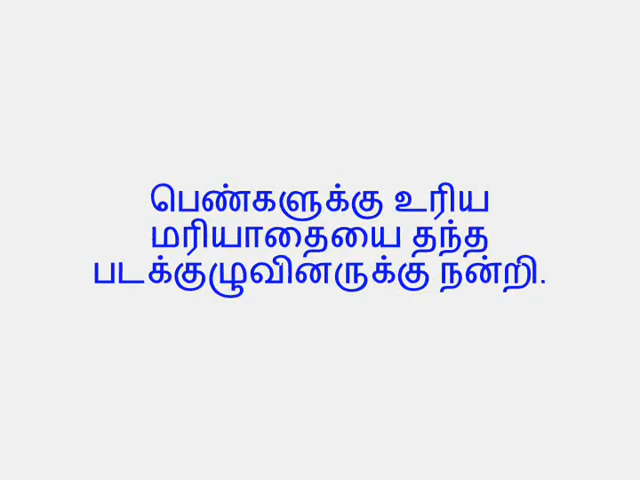 பெண்களுக்கு உரிய
மரியாதையை தந்த
படக்குழுவினருக்கு நன்றி.